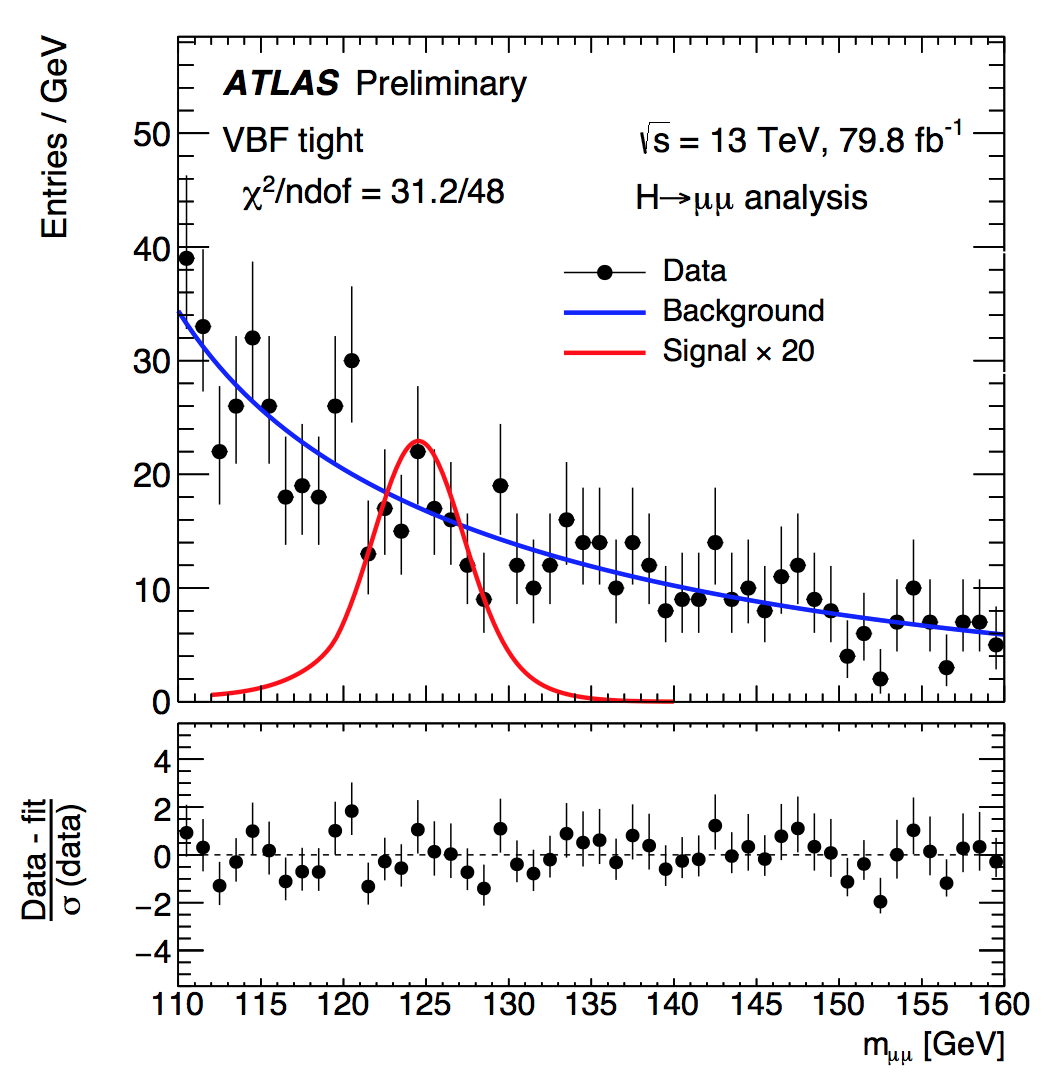 Entries / GeV
ATLAS Preliminary
VBF tight
χ²/ndof = 31.2/48
√s = 13 TeV, 79.8 fb⁻¹
H→μμ analysis
Data
Background
Signal × 20
50
40
30
20
10
0
Data - fit
σ (data)
4
2
0
−2
−4
110 115 120 125 130 135 140 145 150 155 160
mμμ [GeV]